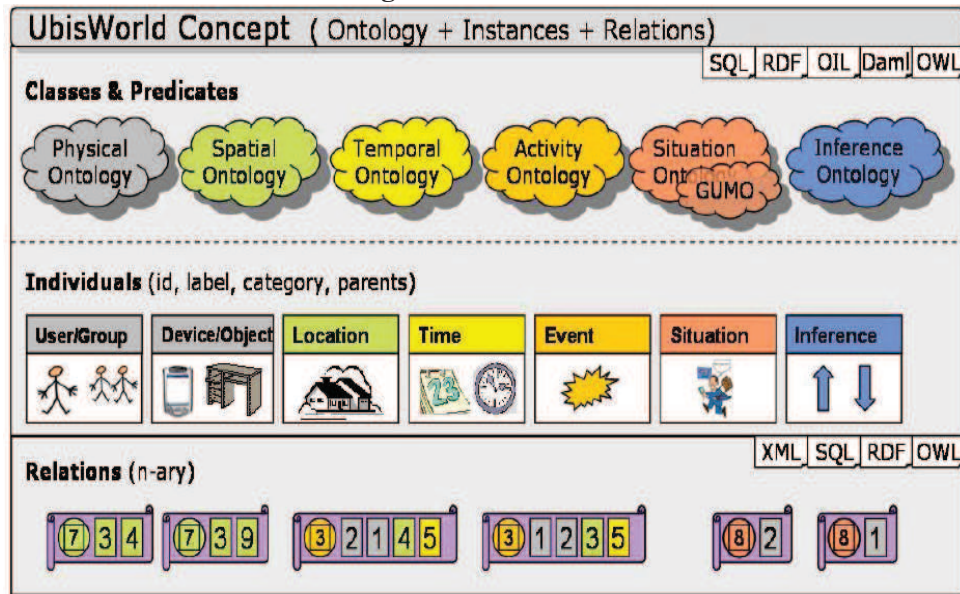 UbisWorld Concept ( Ontology + Instances + Relations)
SQL RDF OIL Daml OWL
Classes & Predicates
Physical Ontology
Spatial Ontology
Temporal Ontology
Activity Ontology
Situation Ontology
GUMO
Inference Ontology
Individuals (id, label, category, parents)
User/Group Device/Object Location Time Event Situation Inference
23
XML SQL RDF OWL
Relations (n-ary)
7 3 4 7 3 9 3 2 1 4 5 3 1 2 3 5 8 2 8 1